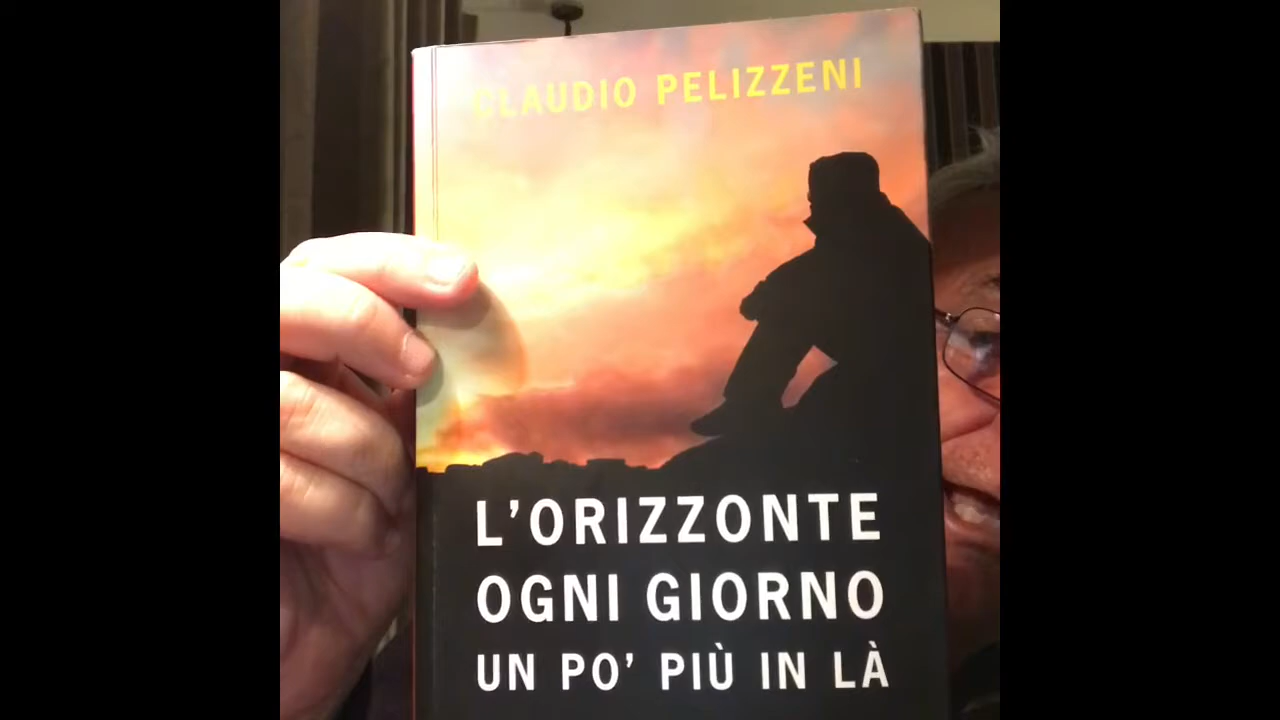 CLAUDIO PELIZZENI
L'ORIZZONTE
OGNI GIORNO
UN PO' PIÙ IN LÀ